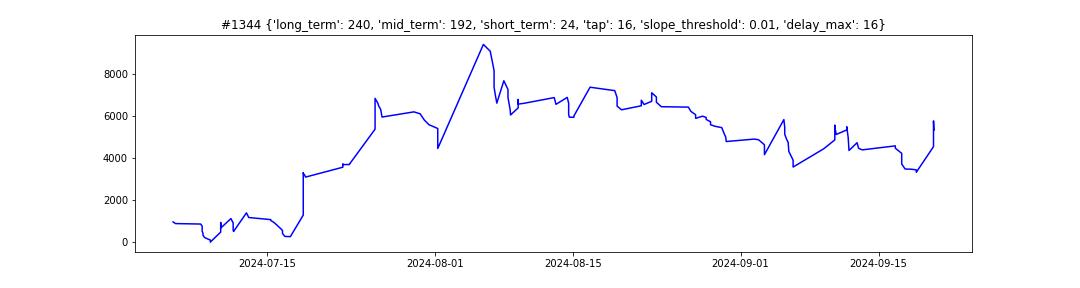 #1344 {'long_term': 240, 'mid_term': 192, 'short_term': 24, 'tap': 16, 'slope_threshold': 0.01, 'delay_max': 16}
8000
6000
4000
2000
0
2024-07-15 2024-08-01 2024-08-15 2024-09-01 2024-09-15